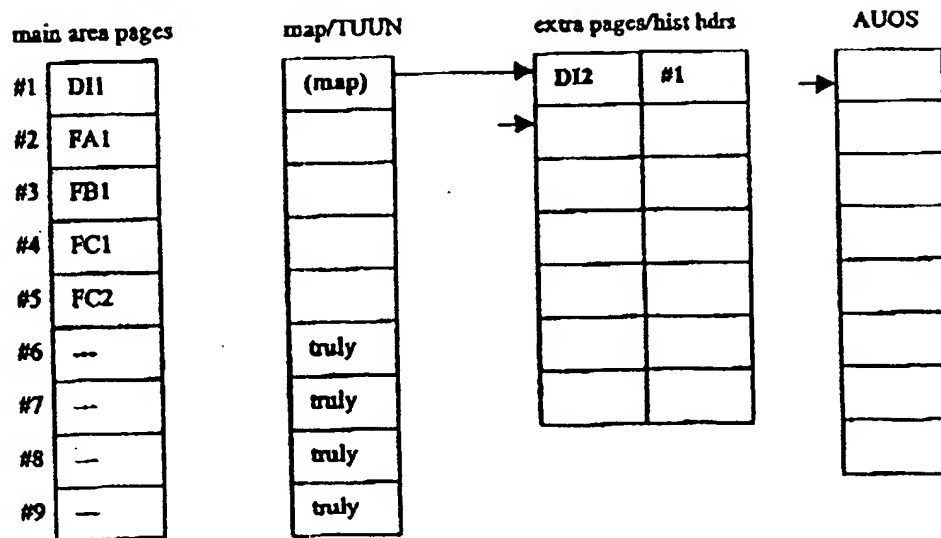 main area pages map/TUUN extra pages/hist hdrs AUOS
#1 DI1 (map) DI2 #1
#2 FA1
#3 FB1
#4 FC1
#5 FC2
#6 — truly
#7 — truly
#8 — truly
#9 — truly